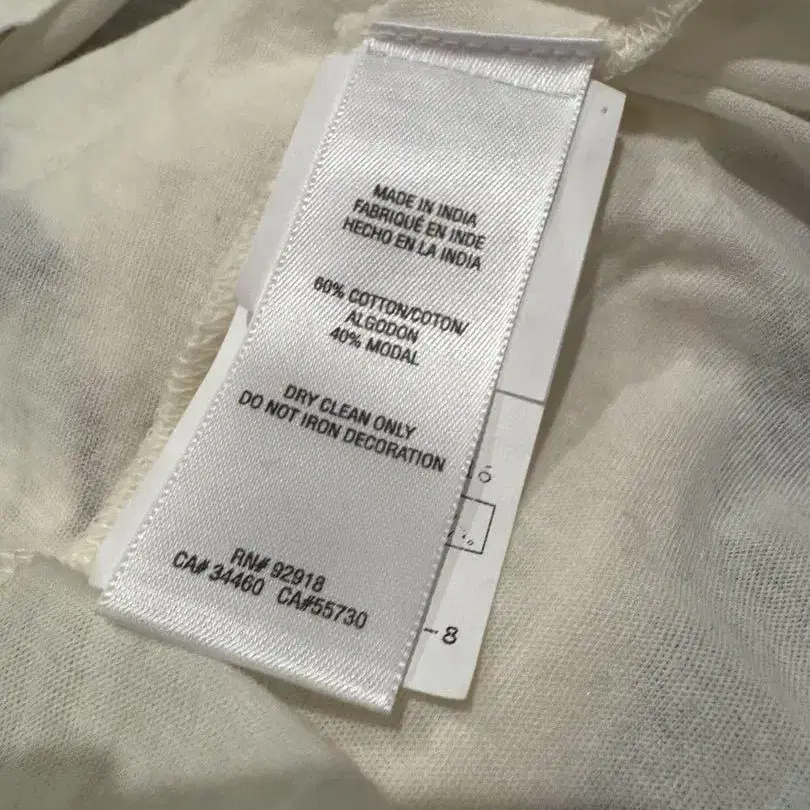 MADE IN INDIA
FABRIQUÉ EN INDE
HECHO EN LA INDIA
60% COTTON/COTON/
ALGODON
40% MODAL
DRY CLEAN ONLY
DO NOT IRON DECORATION
RN# 92918
CA# 34460 CA#55730
-8